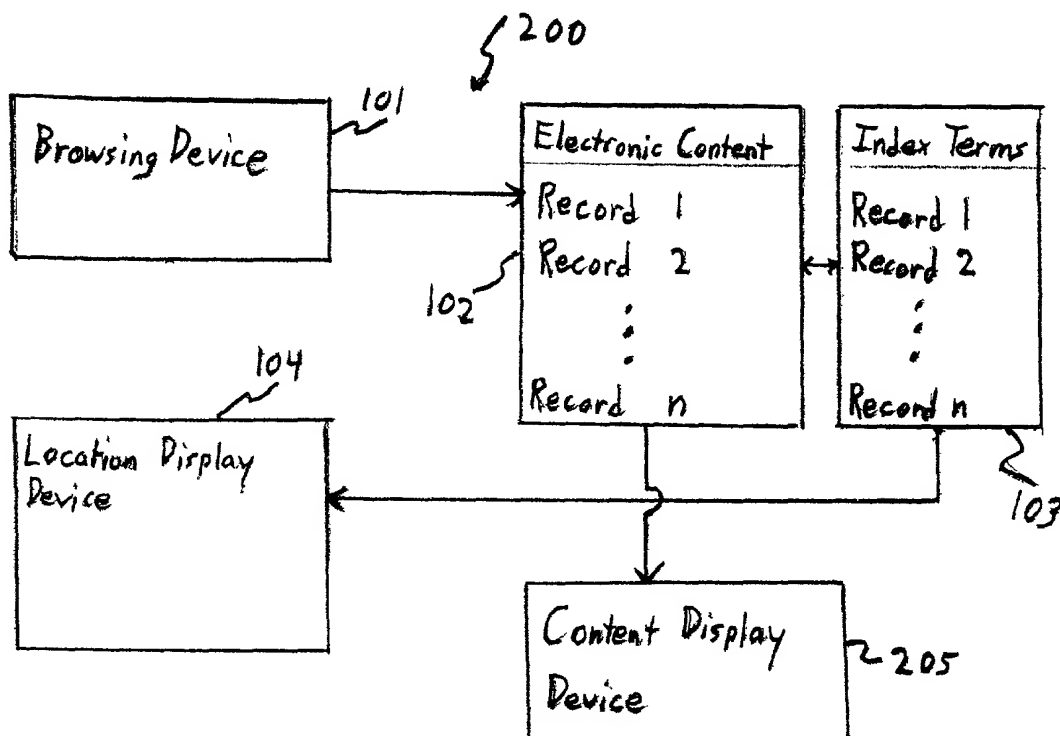 200
101
Browsing Device
Electronic Content
Record 1
Record 2
Record n
102
Index Terms
Record 1
Record 2
Record n
103
104
Location Display
Device
Content Display
Device
205